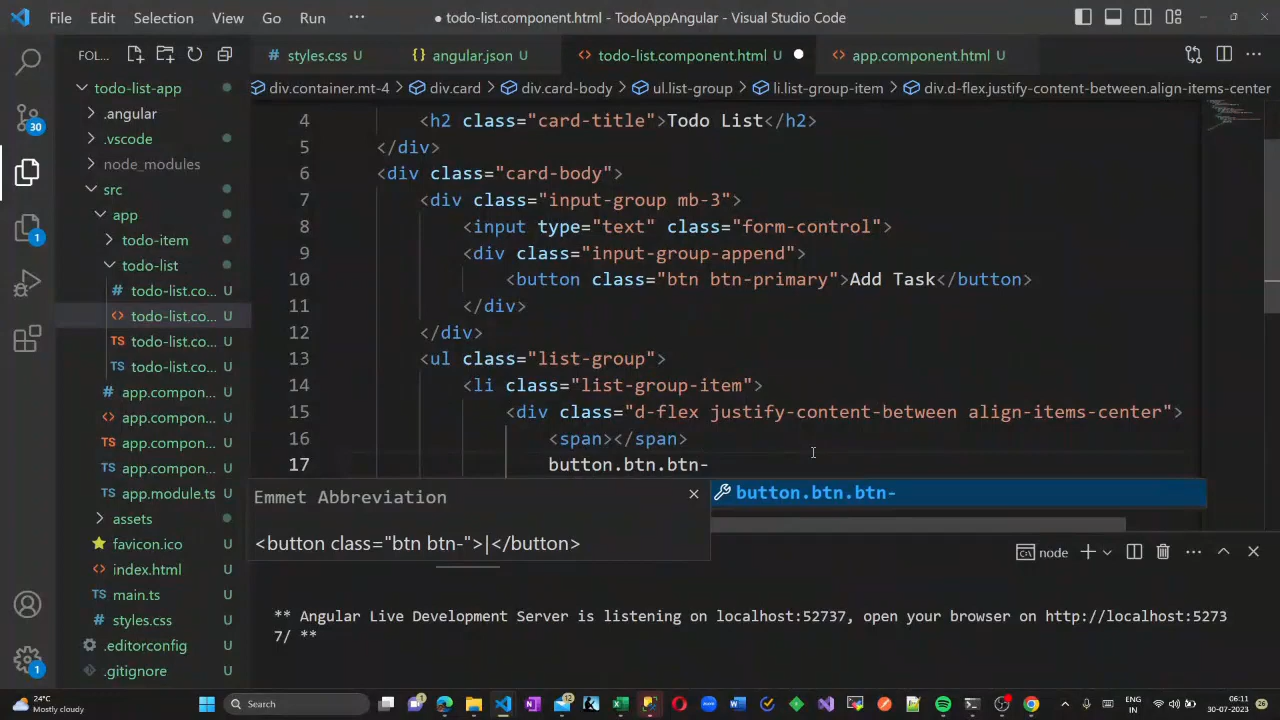 File Edit Selection View Go Run ···
● todo-list.component.html - TodoAppAngular - Visual Studio Code
FOL...
# styles.css U
{} angular.json U
<> todo-list.component.html U ●
<> app.component.html U
div.container.mt-4 > div.card > div.card-body > ul.list-group > li.list-group-item > div.d-flex.justify-content-between.align-items-center
todo-list-app
.angular
.vscode
node_modules
src
app
todo-item
todo-list
# todo-list.co... U
<> todo-list.co... U
TS todo-list.co... U
TS todo-list.co... U
# app.compon... U
<> app.compon... U
TS app.compon... U
TS app.compon... U
TS app.module.ts U
assets
favicon.ico U
<> index.html U
TS main.ts U
# styles.css U
.editorconfig U
.gitignore U
30
1
1
4 <h2 class="card-title">Todo List</h2>
5 </div>
6 <div class="card-body">
7 <div class="input-group mb-3">
8 <input type="text" class="form-control">
9 <div class="input-group-append">
10 <button class="btn btn-primary">Add Task</button>
11 </div>
12 </div>
13 <ul class="list-group">
14 <li class="list-group-item">
15 <div class="d-flex justify-content-between align-items-center">
16 <span></span>
17 button.btn.btn-
Emmet Abbreviation
<button class="btn btn-">|</button>
button.btn.btn-
node
** Angular Live Development Server is listening on localhost:52737, open your browser on http://localhost:5273
7/ **
24°C
Mostly cloudy
Search
ENG
IN
06:11
30-07-2023